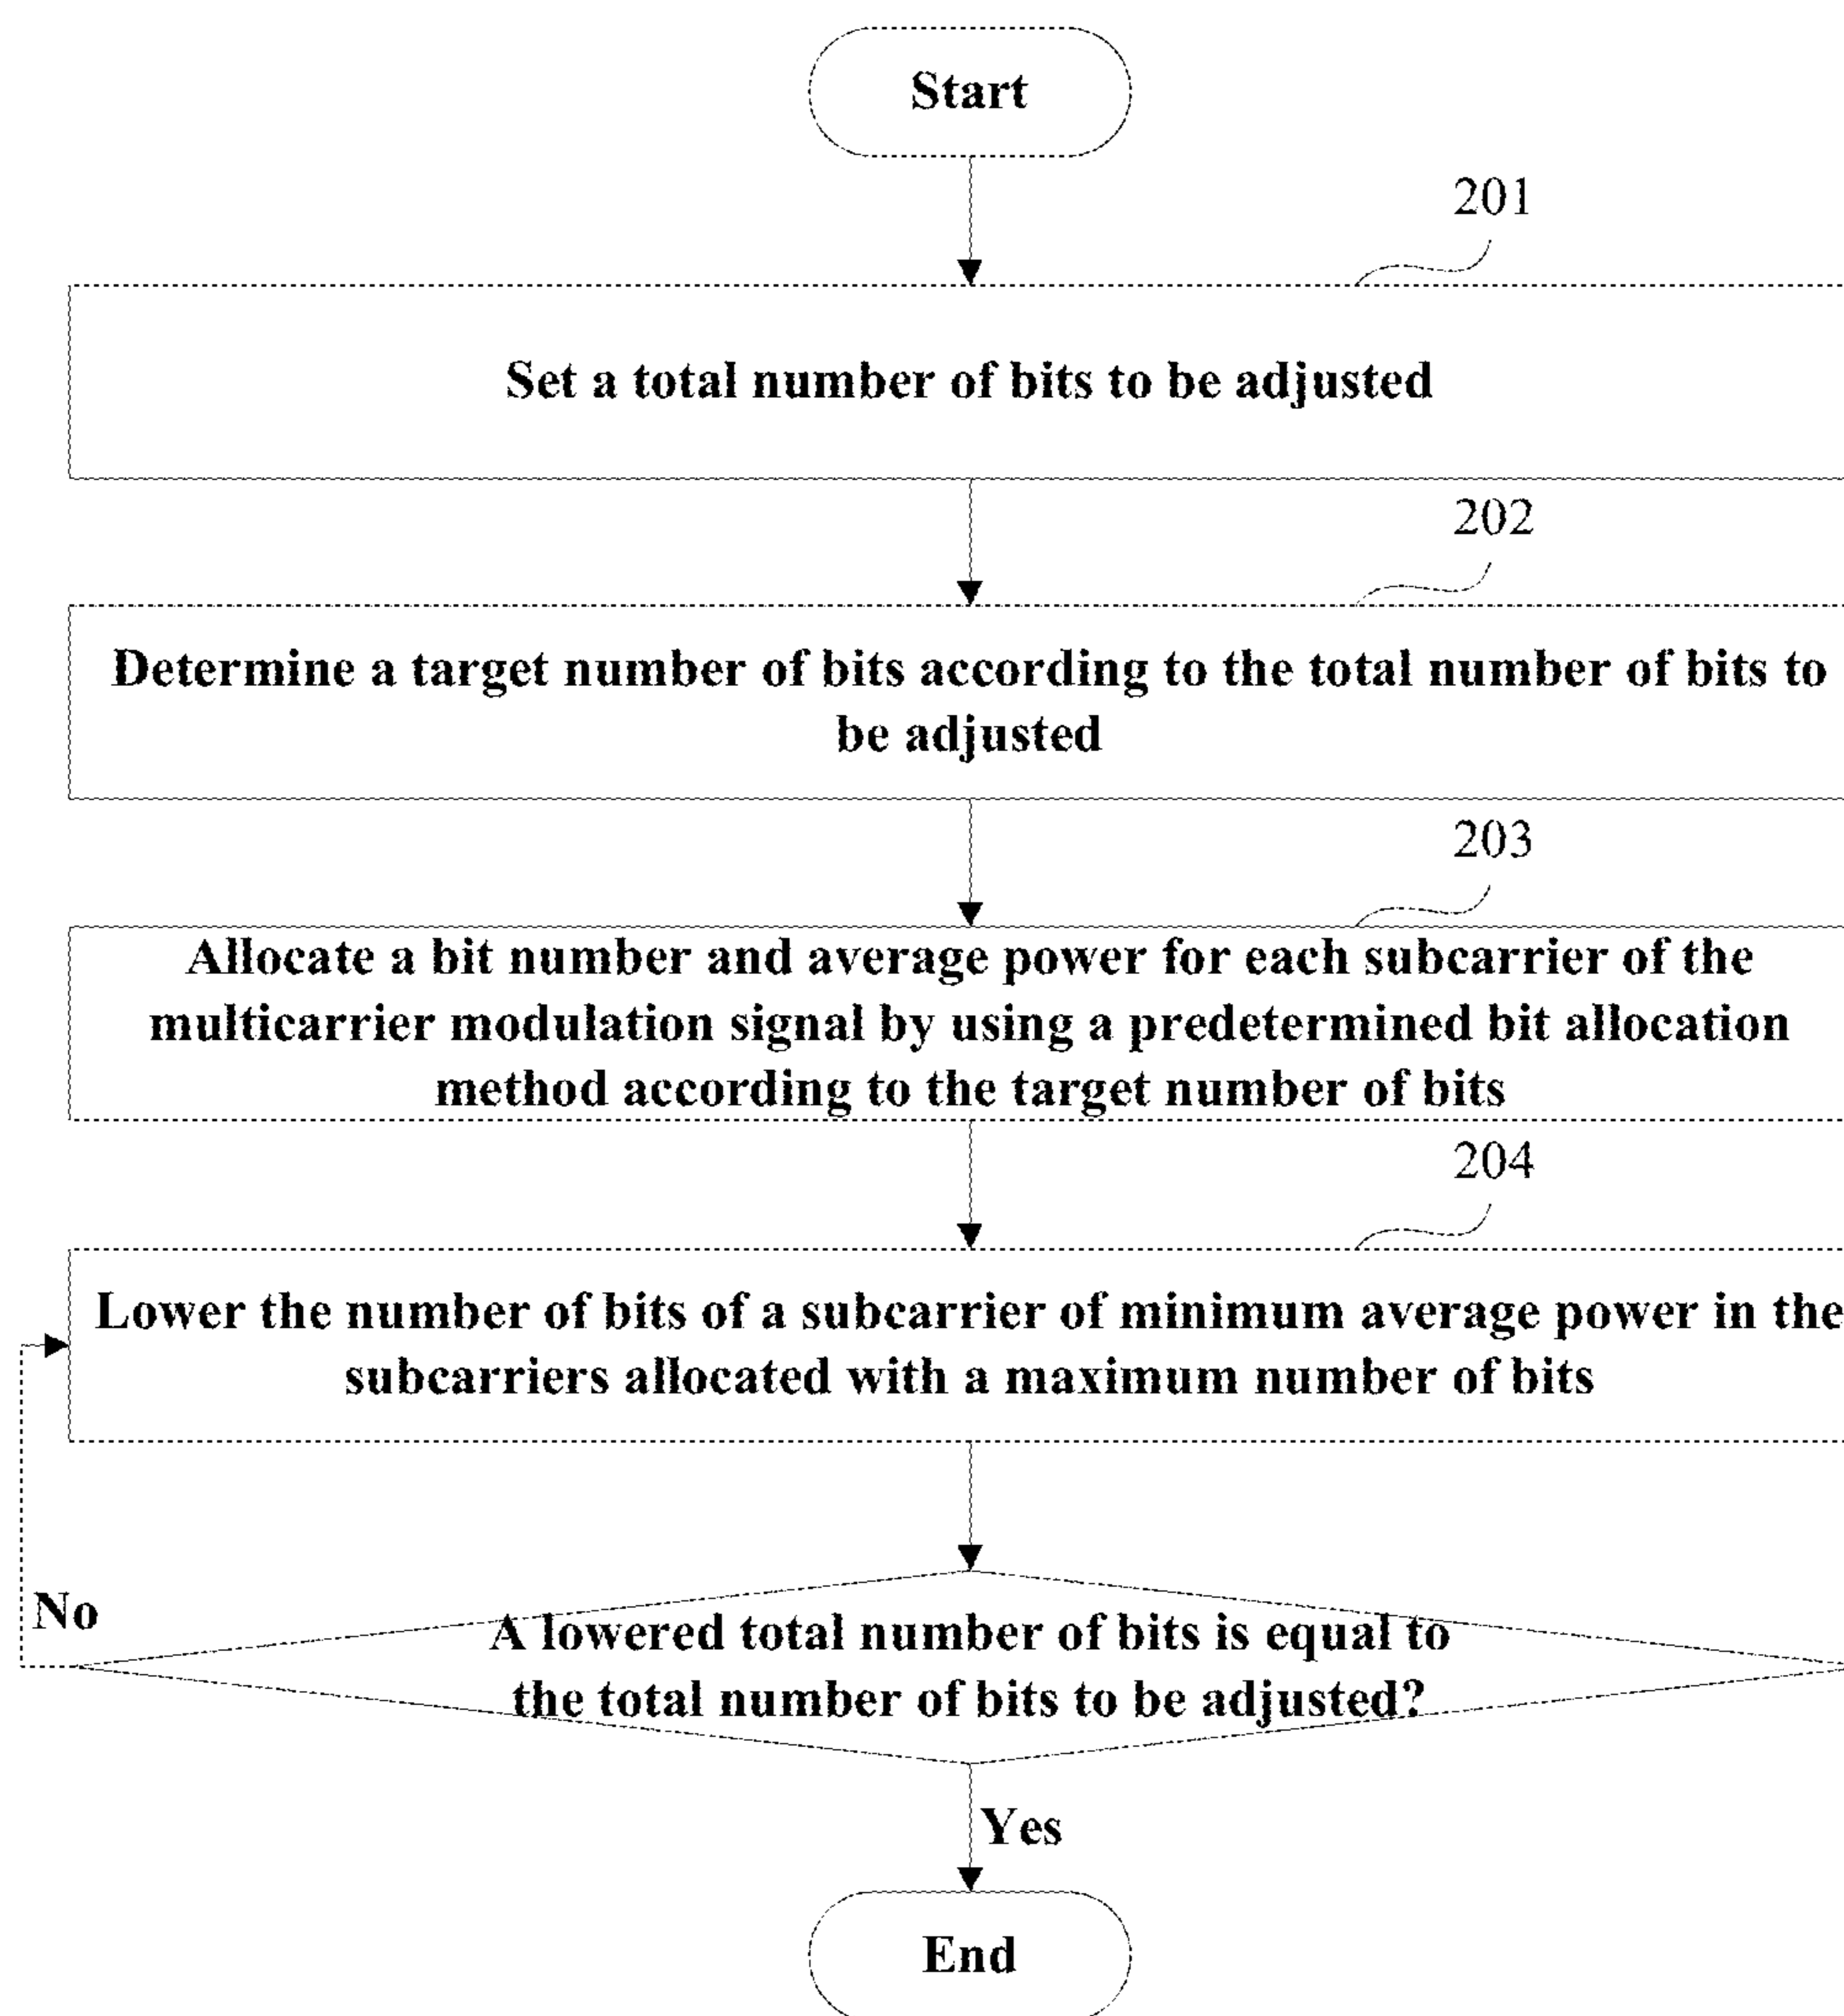 Start
201
Set a total number of bits to be adjusted
202
Determine a target number of bits according to the total number of bits to
be adjusted
203
Allocate a bit number and average power for each subcarrier of the
multicarrier modulation signal by using a predetermined bit allocation
method according to the target number of bits
204
Lower the number of bits of a subcarrier of minimum average power in the
subcarriers allocated with a maximum number of bits
No
A lowered total number of bits is equal to
the total number of bits to be adjusted?
Yes
End